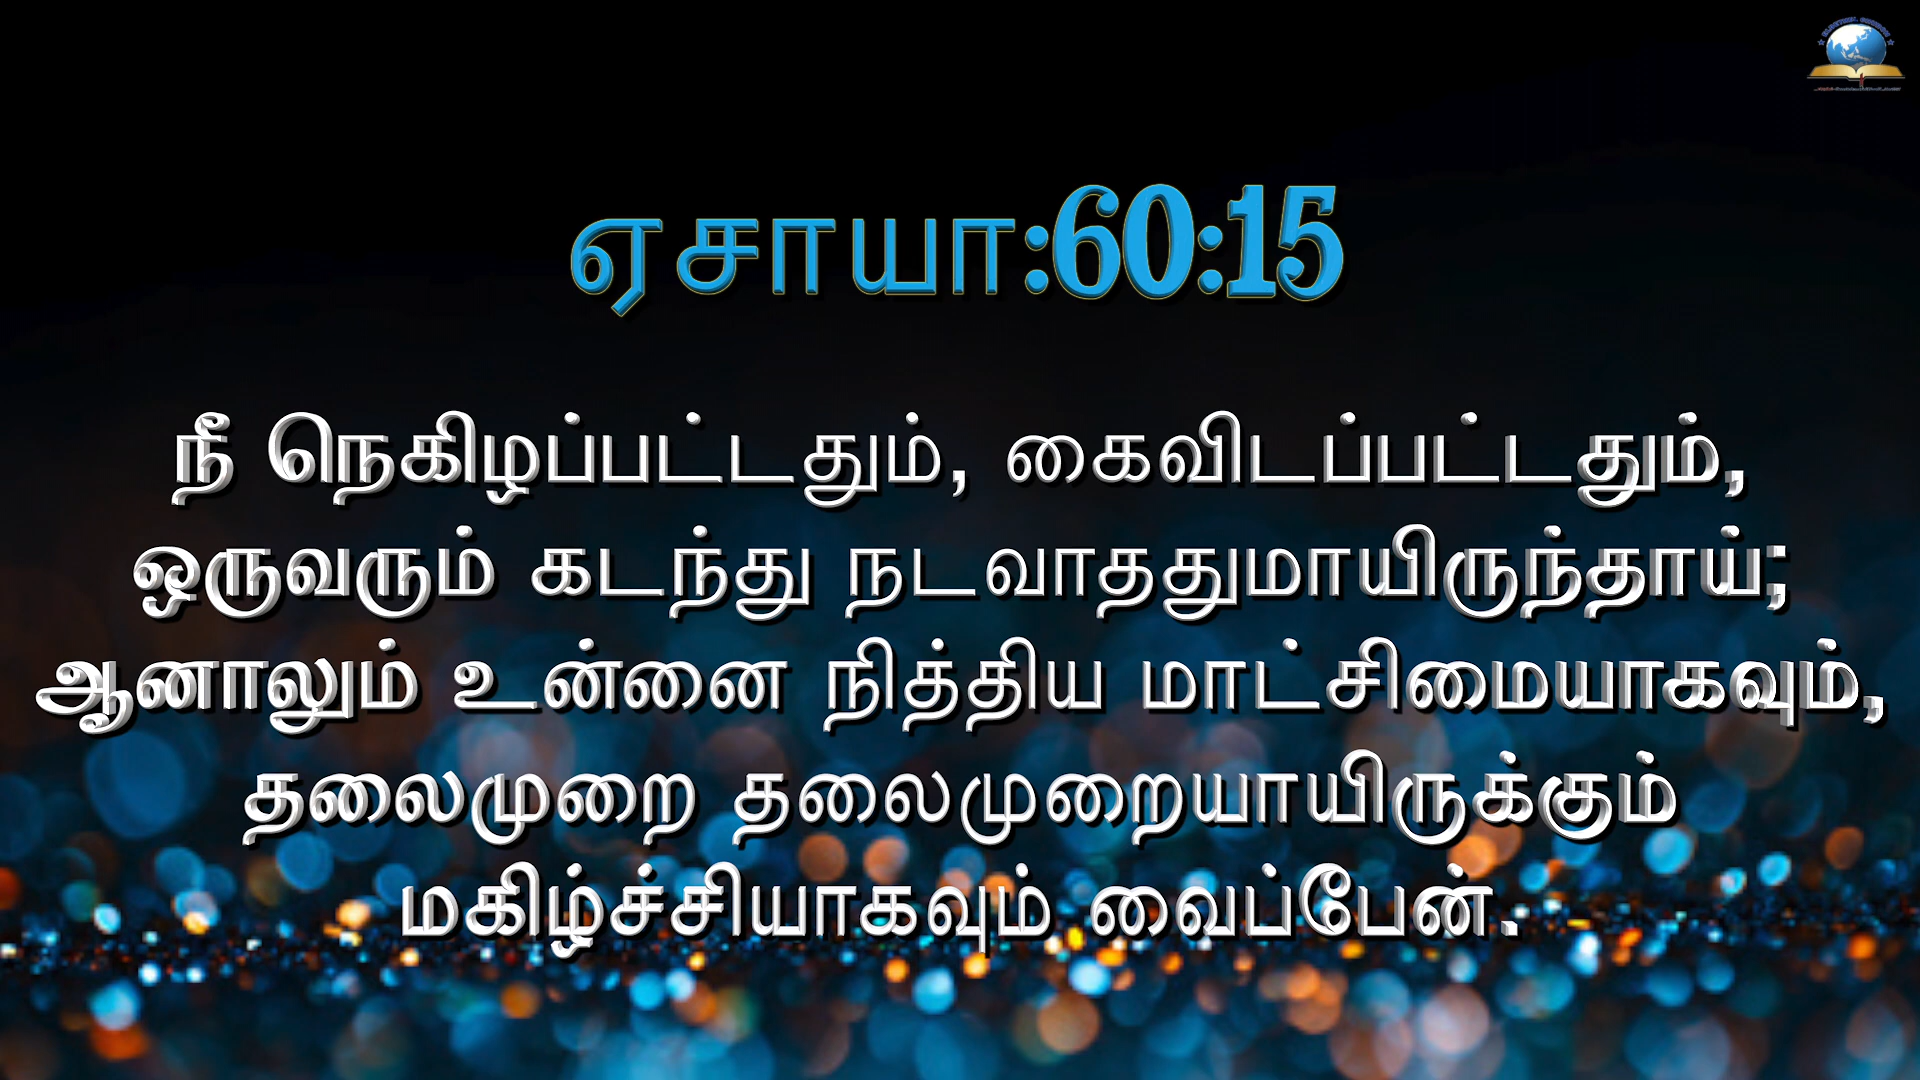 ஏசாயா:60:15
நீ நெகிழப்பட்டதும், கைவிடப்பட்டதும்,
ஒருவரும் கடந்து நடவாததுமாயிருந்தாய்;
ஆனாலும் உன்னை நித்திய மாட்சிமையாகவும்,
தலைமுறை தலைமுறையாயிருக்கும்
மகிழ்ச்சியாகவும் வைப்பேன்.